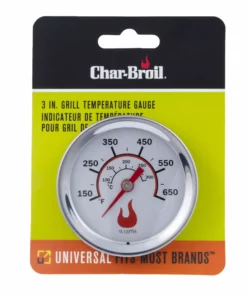 Char-Broil®
3 IN. GRILL TEMPERATURE GAUGE
INDICATEUR DE TEMPÉRATURE
POUR GRIL DE
350 450
250 550
150 650
°F
100
°C
UNIVERSAL FITS MOST BRANDS™